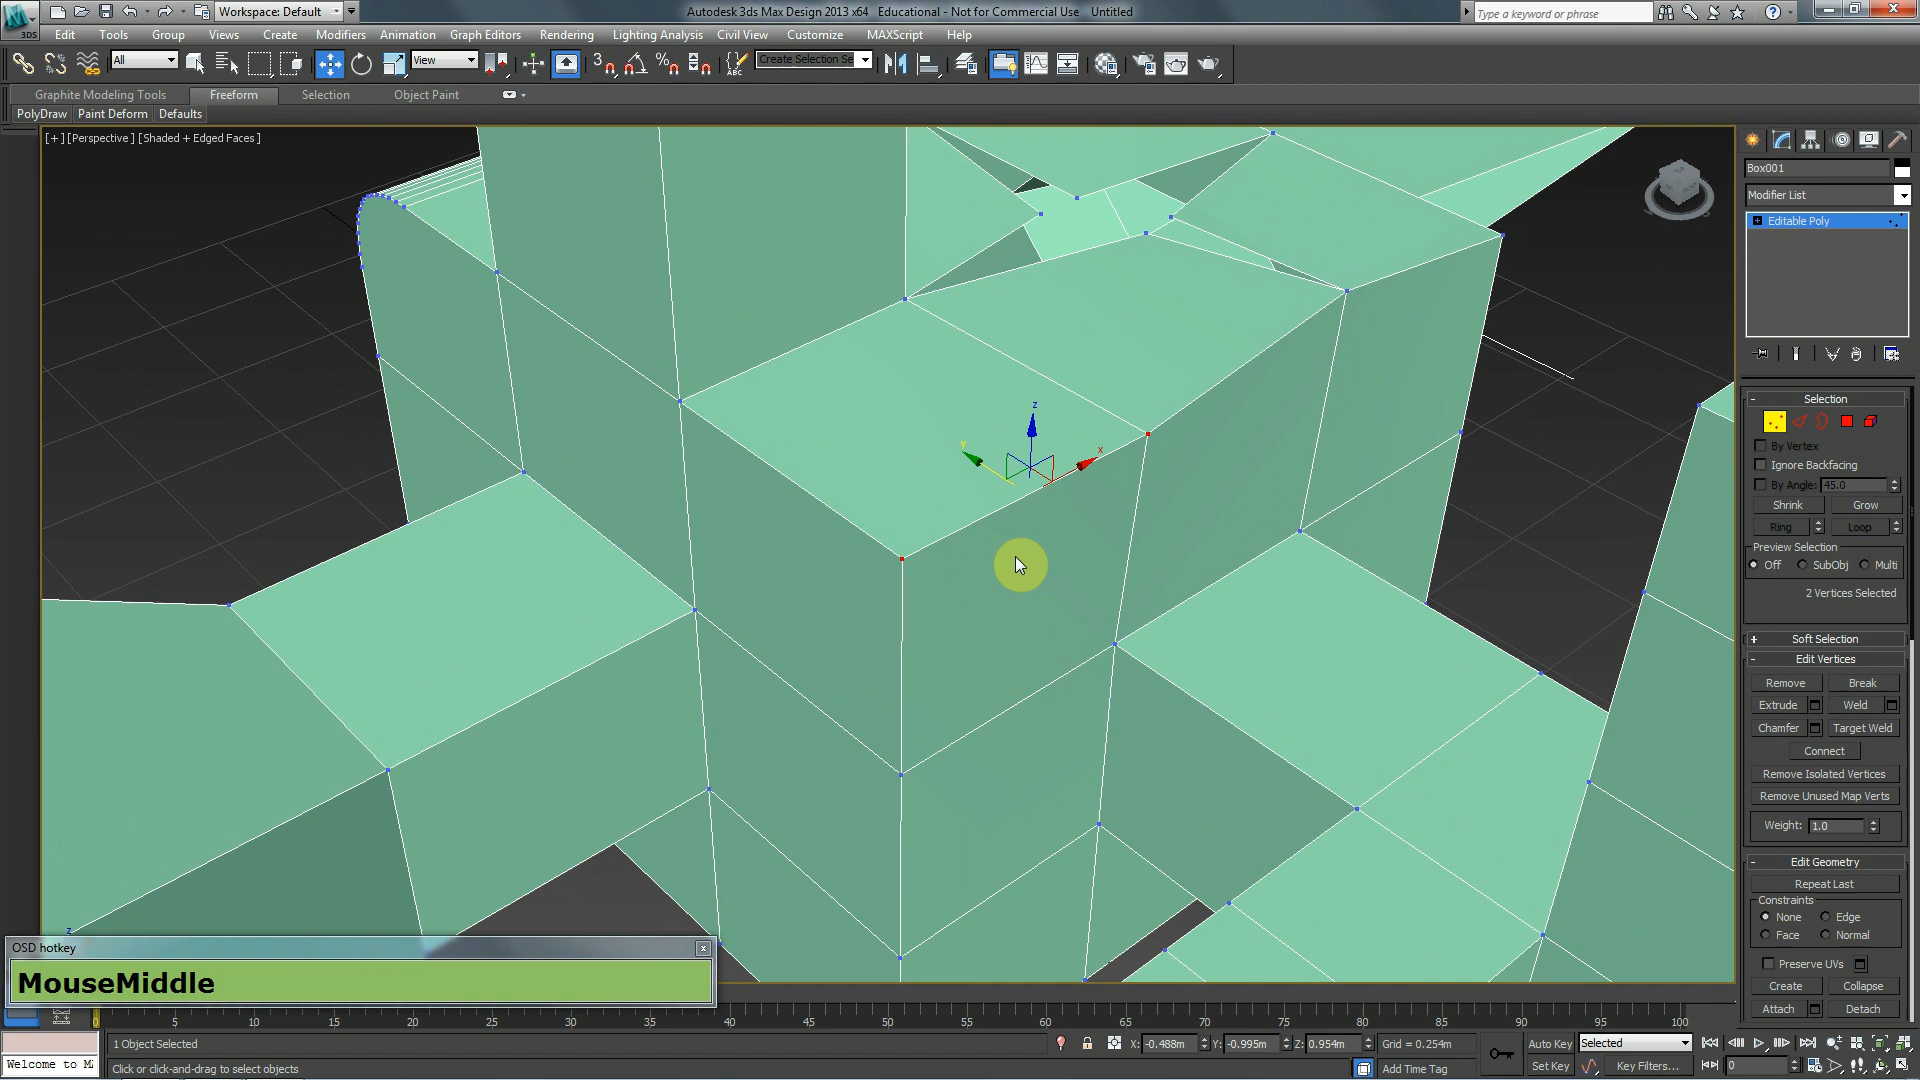 Workspace: Default
Autodesk 3ds Max Design 2013 x64 Educational - Not for Commercial Use Untitled
Type a keyword or phrase
3DS
Edit Tools Group Views Create Modifiers Animation Graph Editors Rendering Lighting Analysis Civil View Customize MAXScript Help
All
View
3
Create Selection Se
ABC
Graphite Modeling Tools Freeform Selection Object Paint
PolyDraw Paint Deform Defaults
[ + ] [Perspective ] [Shaded + Edged Faces ]
Box001
Modifier List
Editable Poly
Selection
By Vertex
Ignore Backfacing
By Angle: 45.0
Shrink Grow
Ring Loop
Preview Selection
Off SubObj Multi
2 Vertices Selected
Soft Selection
Edit Vertices
Remove Break
Extrude Weld
Chamfer Target Weld
Connect
Remove Isolated Vertices
Remove Unused Map Verts
Weight: 1.0
Edit Geometry
Repeat Last
Constraints
None Edge
Face Normal
Preserve UVs
Create Collapse
Attach Detach
z
y
x
z
OSD hotkey
x
MouseMiddle
5 10 15 20 25 30 35 40 45 50 55 60 65 70 75 80 85 90 95 100
1 Object Selected
X: -0.488m Y: -0.995m Z: 0.954m Grid = 0.254m
Auto Key Selected
Welcome to M
Click or click-and-drag to select objects
Add Time Tag
Set Key Key Filters... 0